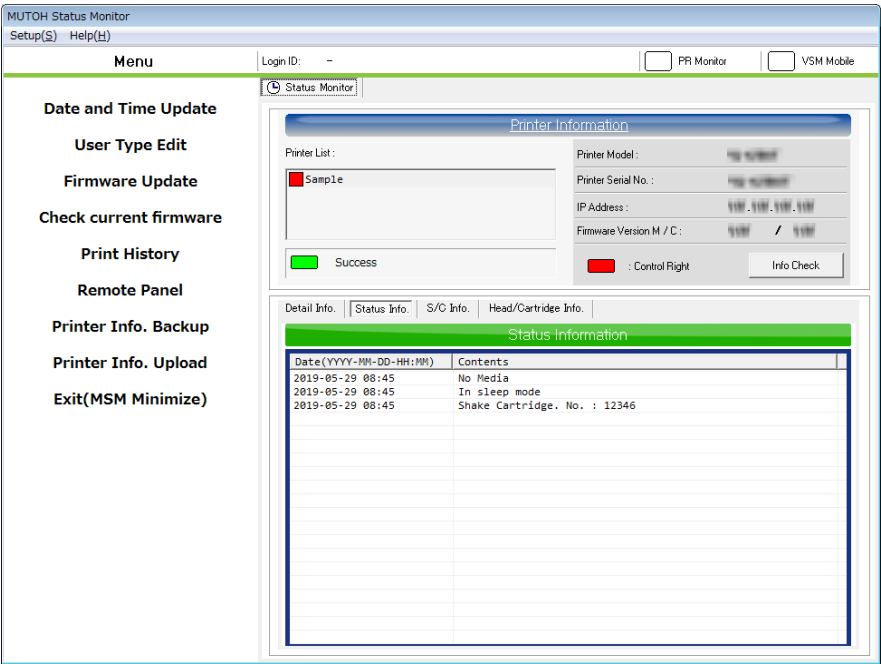 MUTOH Status Monitor
Setup(S) Help(H)
Menu
Login ID: -
PR Monitor
VSM Mobile
Date and Time Update
User Type Edit
Firmware Update
Check current firmware
Print History
Remote Panel
Printer Info. Backup
Printer Info. Upload
Exit(MSM Minimize)
Status Monitor
Printer Information
Printer List :
Sample
Success
Printer Model :
Printer Serial No. :
IP Address :
Firmware Version M / C : /
: Control Right
Info Check
Detail Info. Status Info. S/C Info. Head/Cartridge Info.
Status Information
Date(YYYY-MM-DD-HH:MM) Contents
2019-05-29 08:45 No Media
2019-05-29 08:45 In sleep mode
2019-05-29 08:45 Shake Cartridge. No. : 12346